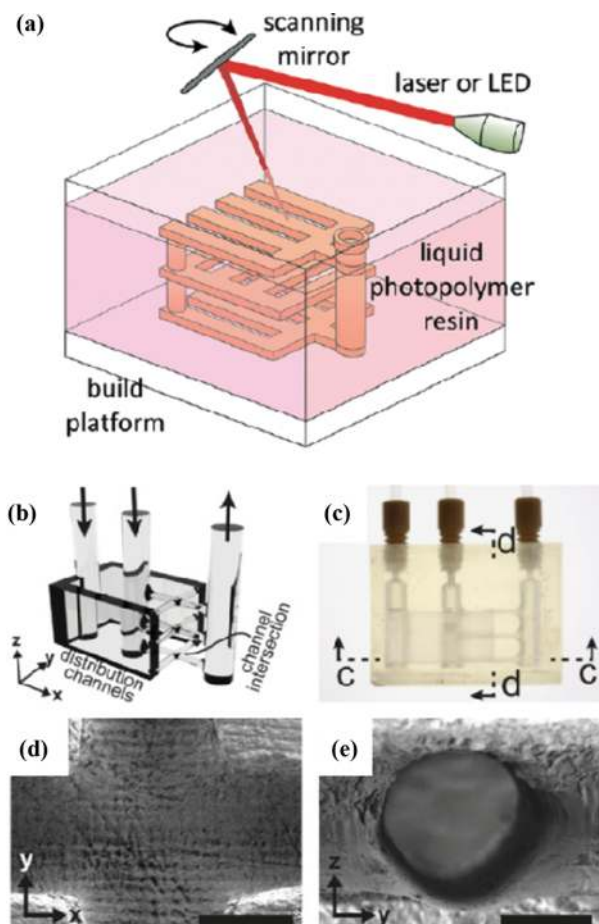 (a)
scanning
mirror
laser or LED
liquid
photopolymer
resin
build
platform
(b)
z
y
x
distribution
channels
channel
intersection
(c)
d
c
c
d
(d)
y
x
(e)
z
y